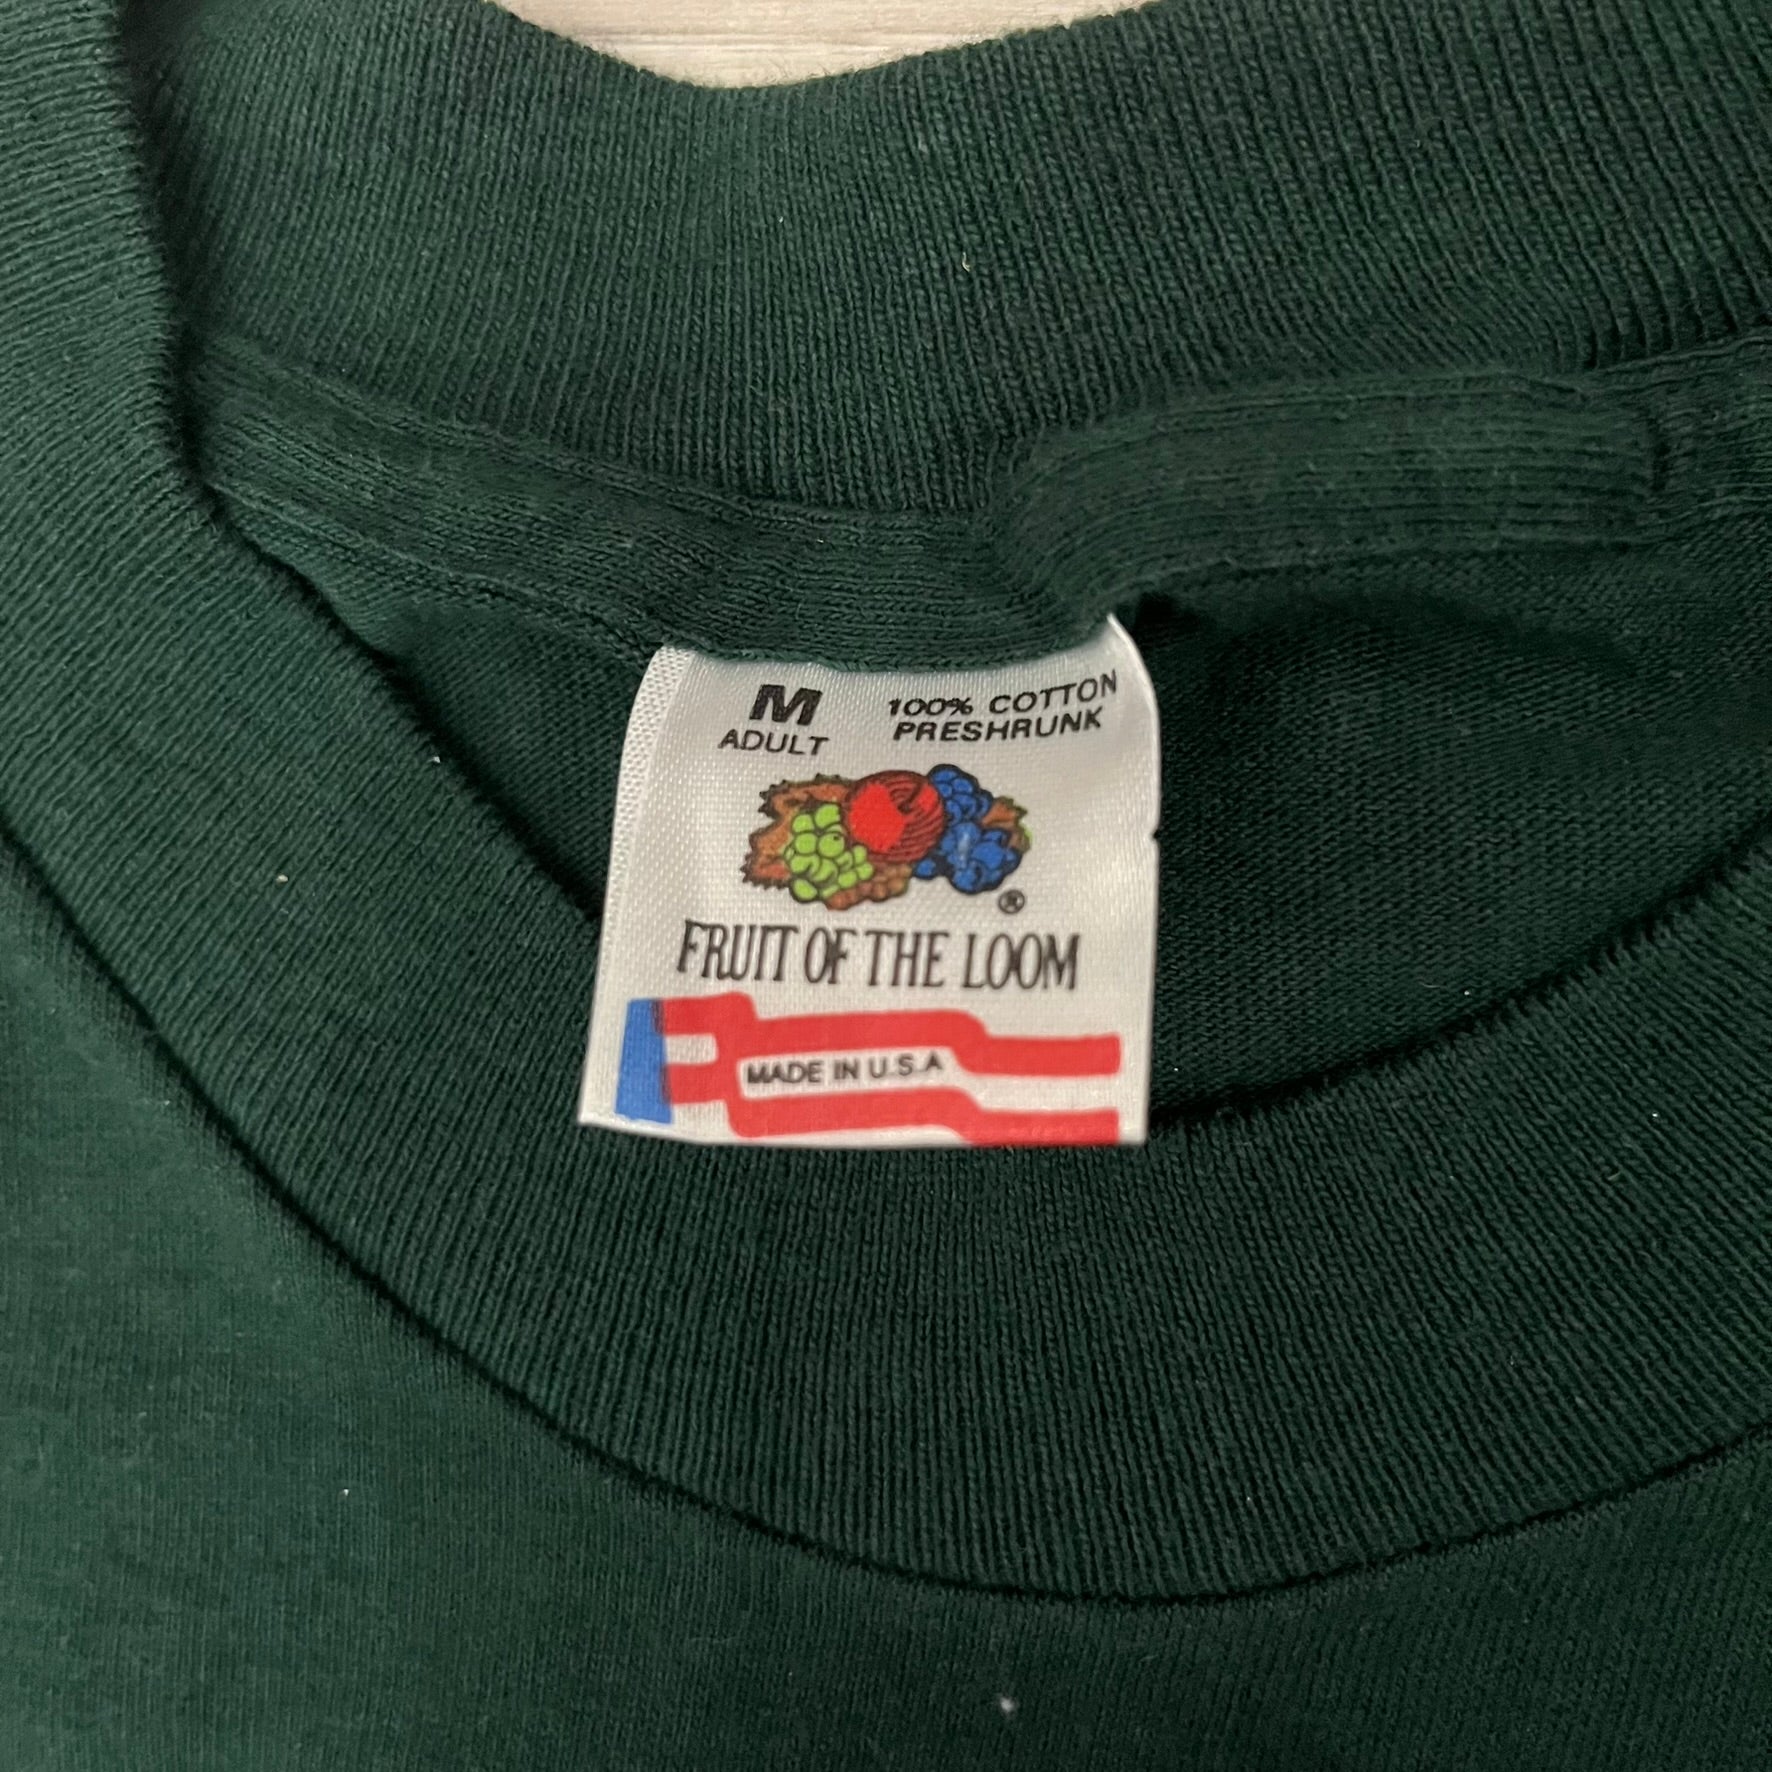 M
ADULT
100% COTTON
PRESHRUNK
®
FRUIT OF THE LOOM
MADE IN U.S.A